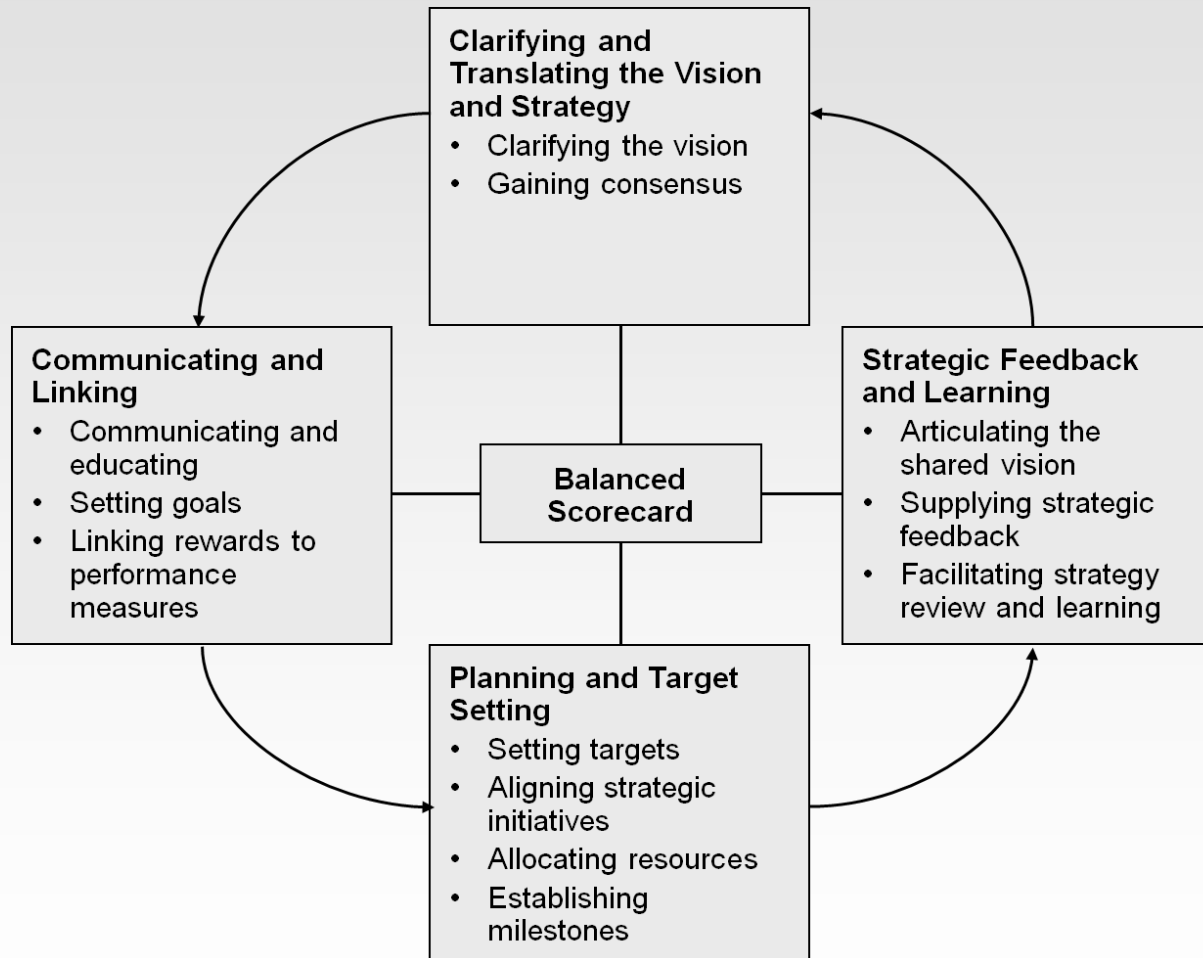 Clarifying and
Translating the Vision
and Strategy
• Clarifying the vision
• Gaining consensus
Communicating and
Linking
• Communicating and
educating
• Setting goals
• Linking rewards to
performance
measures
Balanced
Scorecard
Strategic Feedback
and Learning
• Articulating the
shared vision
• Supplying strategic
feedback
• Facilitating strategy
review and learning
Planning and Target
Setting
• Setting targets
• Aligning strategic
initiatives
• Allocating resources
• Establishing
milestones